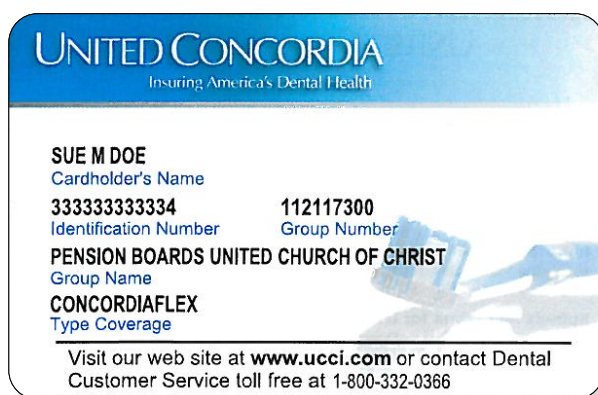 UNITED CONCORDIA
Insuring America's Dental Health
SUE M DOE
Cardholder's Name
333333333334 112117300
Identification Number Group Number
PENSION BOARDS UNITED CHURCH OF CHRIST
Group Name
CONCORDIAFLEX
Type Coverage
Visit our web site at www.ucci.com or contact Dental
Customer Service toll free at 1-800-332-0366